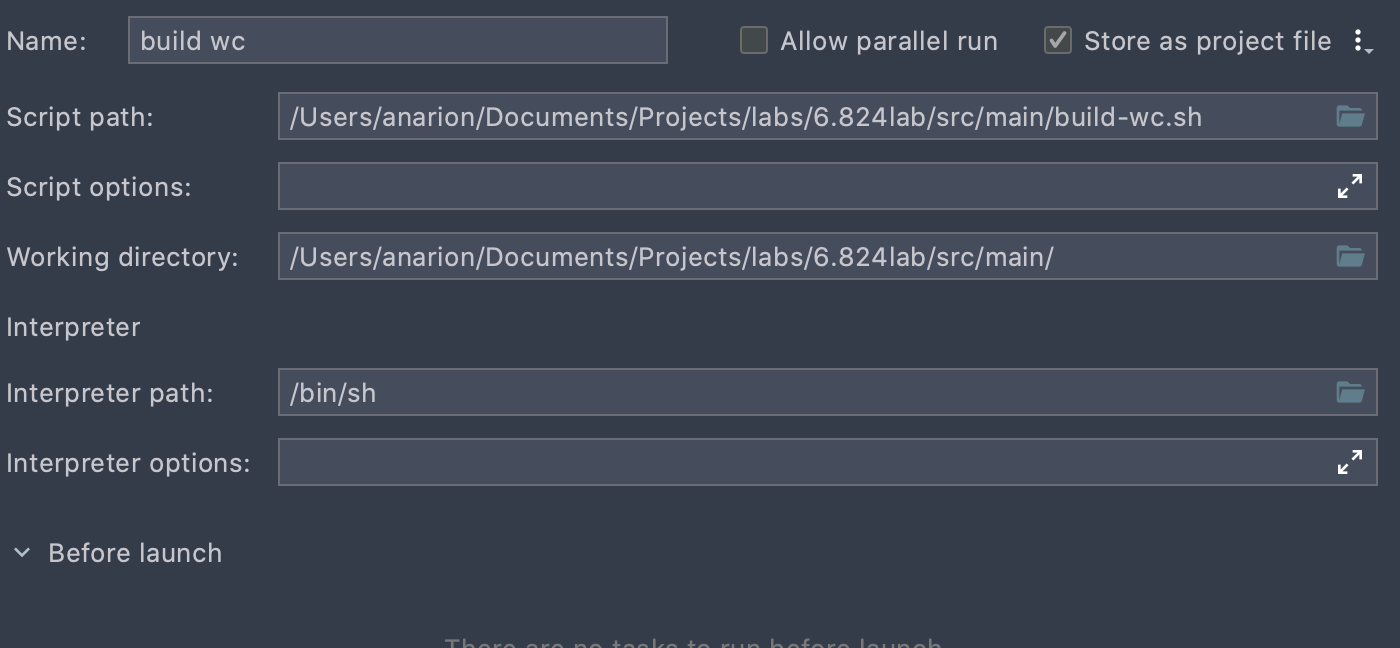 Name: build wc Allow parallel run Store as project file
Script path: /Users/anarion/Documents/Projects/labs/6.824lab/src/main/build-wc.sh
Script options:
Working directory: /Users/anarion/Documents/Projects/labs/6.824lab/src/main/
Interpreter
Interpreter path: /bin/sh
Interpreter options:
Before launch
There are no tasks to run before launch